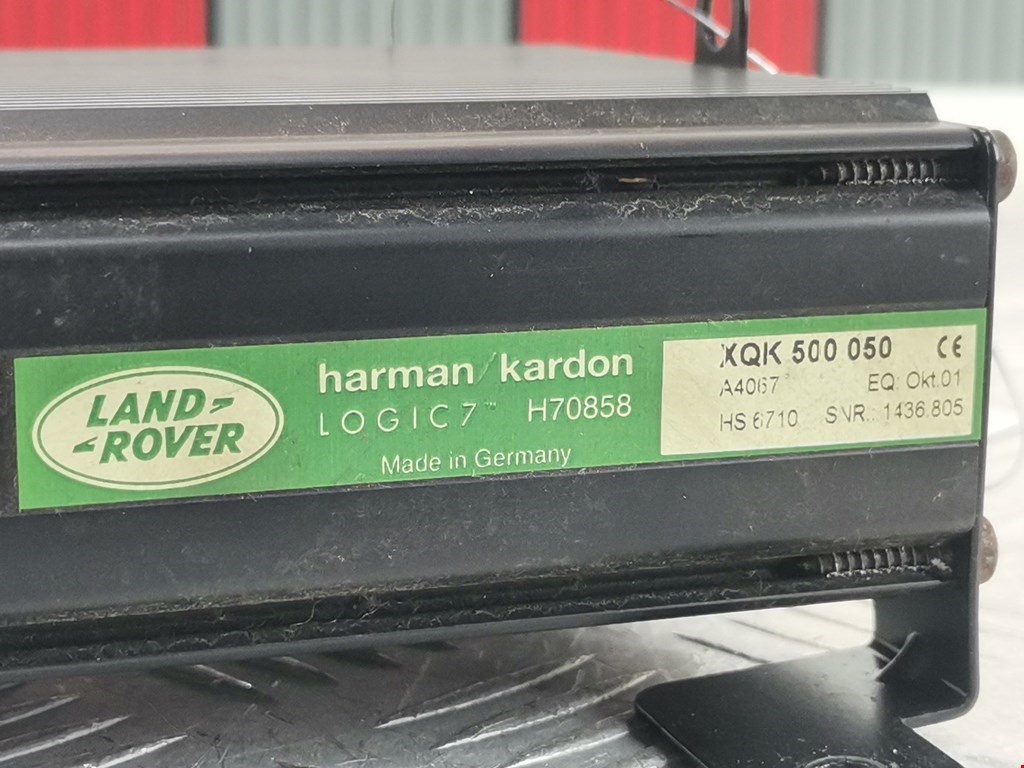 LAND
ROVER
harman/kardon
LOGIC7™ H70858
Made in Germany
XQK 500 050 CE
A4067 EQ: Okt.01
HS 6710 SNR.: 1436.805